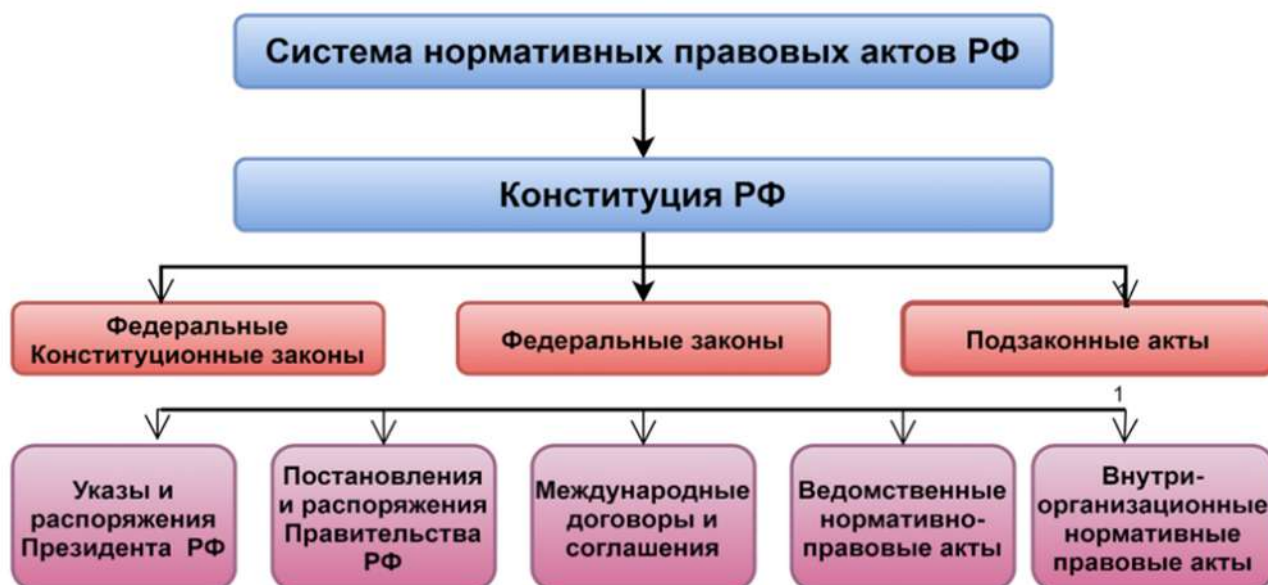 Система нормативных правовых актов РФ
Конституция РФ
Федеральные
Конституционные законы
Федеральные законы
Подзаконные акты
1
Указы и
распоряжения
Президента РФ
Постановления
и распоряжения
Правительства
РФ
Международные
договоры и
соглашения
Ведомственные
нормативно-
правовые акты
Внутри-
организационные
нормативные
правовые акты